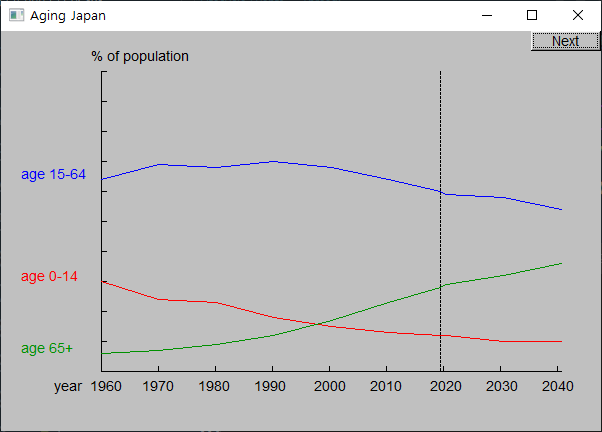 Aging Japan
Next
% of population
age 15-64
age 0-14
age 65+
year 1960 1970 1980 1990 2000 2010 2020 2030 2040